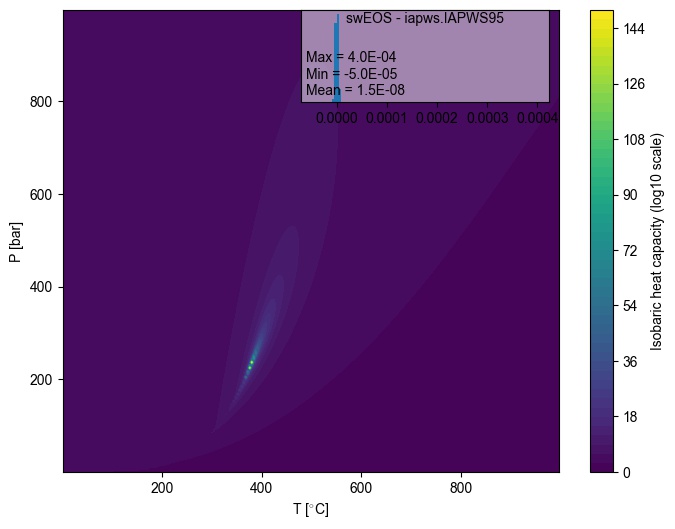 swEOS - iapws.IAPWS95
Max = 4.0E-04
Min = -5.0E-05
Mean = 1.5E-08
0.0000 0.0001 0.0002 0.0003 0.0004
800
600
400
200
P [bar]
200 400 600 800
T [°C]
144
126
108
90
72
54
36
18
0
Isobaric heat capacity (log10 scale)